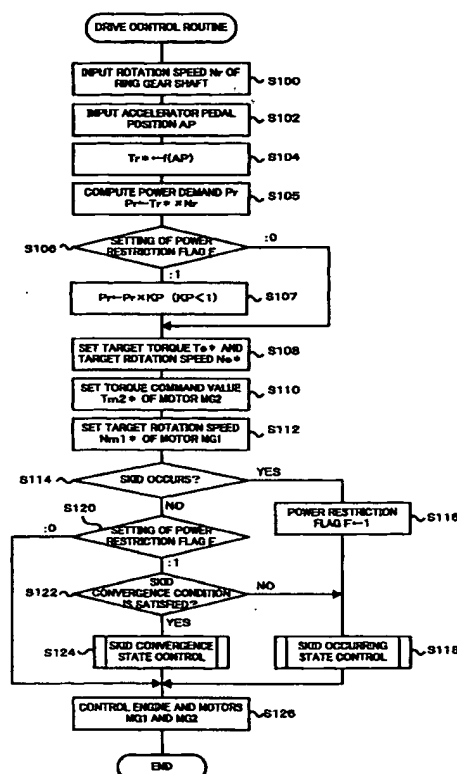 DRIVE CONTROL ROUTINE
INPUT ROTATION SPEED Nr OF
RING GEAR SHAFT
S100
INPUT ACCELERATOR PEDAL
POSITION AP
S102
Tr*←f(AP)
S104
COMPUTE POWER DEMAND Pr
Pr←Tr* ×Nr
S105
S106
SETTING OF POWER
RESTRICTION FLAG F
:0
:1
Pr←Pr×KP (KP<1)
S107
SET TARGET TORQUE Te* AND
TARGET ROTATION SPEED Ne*
S108
SET TORQUE COMMAND VALUE
Tm2* OF MOTOR MG2
S110
SET TARGET ROTATION SPEED
Nm1* OF MOTOR MG1
S112
S114
SKID OCCURS?
YES
NO
POWER RESTRICTION
FLAG F←1
S116
S120
:0
SETTING OF POWER
RESTRICTION FLAG F
:1
S122
SKID
CONVERGENCE CONDITION
IS SATISFIED?
NO
YES
S124
SKID CONVERGENCE
STATE CONTROL
SKID OCCURRING
STATE CONTROL
S118
CONTROL ENGINE AND MOTORS
MG1 AND MG2
S126
END